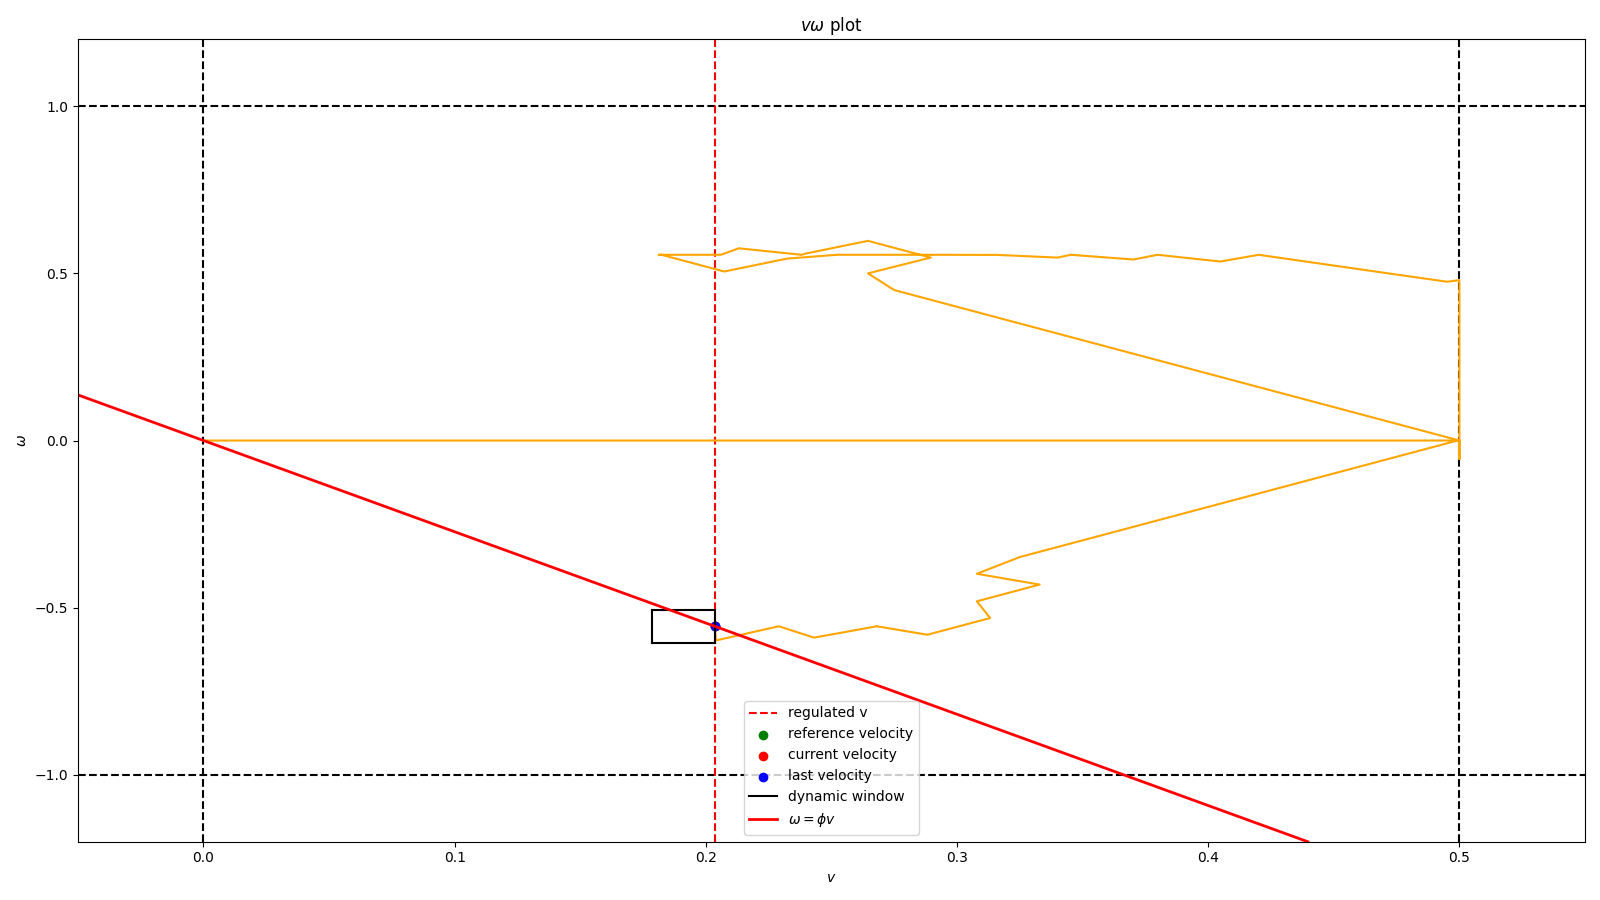 vω plot
1.0
0.5
0.0
−0.5
−1.0
ω
0.0
0.1
0.2
0.3
0.4
0.5
v
regulated v
reference velocity
current velocity
last velocity
dynamic window
ω = ϕv